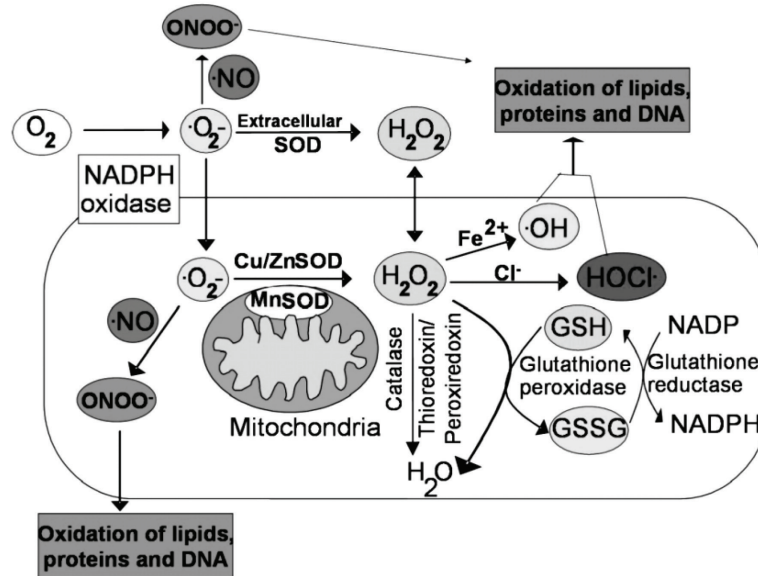 ONOO⁻
·NO
Oxidation of lipids,
proteins and DNA
O₂
·O₂⁻
Extracellular
SOD
H₂O₂
NADPH
oxidase
·O₂⁻
Cu/ZnSOD
MnSOD
H₂O₂
Fe²⁺
·OH
Cl⁻
HOCl·
·NO
ONOO⁻
Mitochondria
Catalase
Thioredoxin/
Peroxiredoxin
GSH
NADP
Glutathione
peroxidase
Glutathione
reductase
GSSG
NADPH
H₂O
Oxidation of lipids,
proteins and DNA